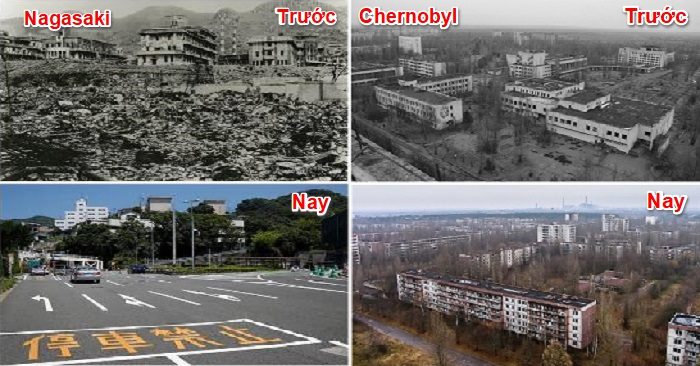 Nagasaki Trước
Chernobyl Trước
Nay
Nay
停車禁止